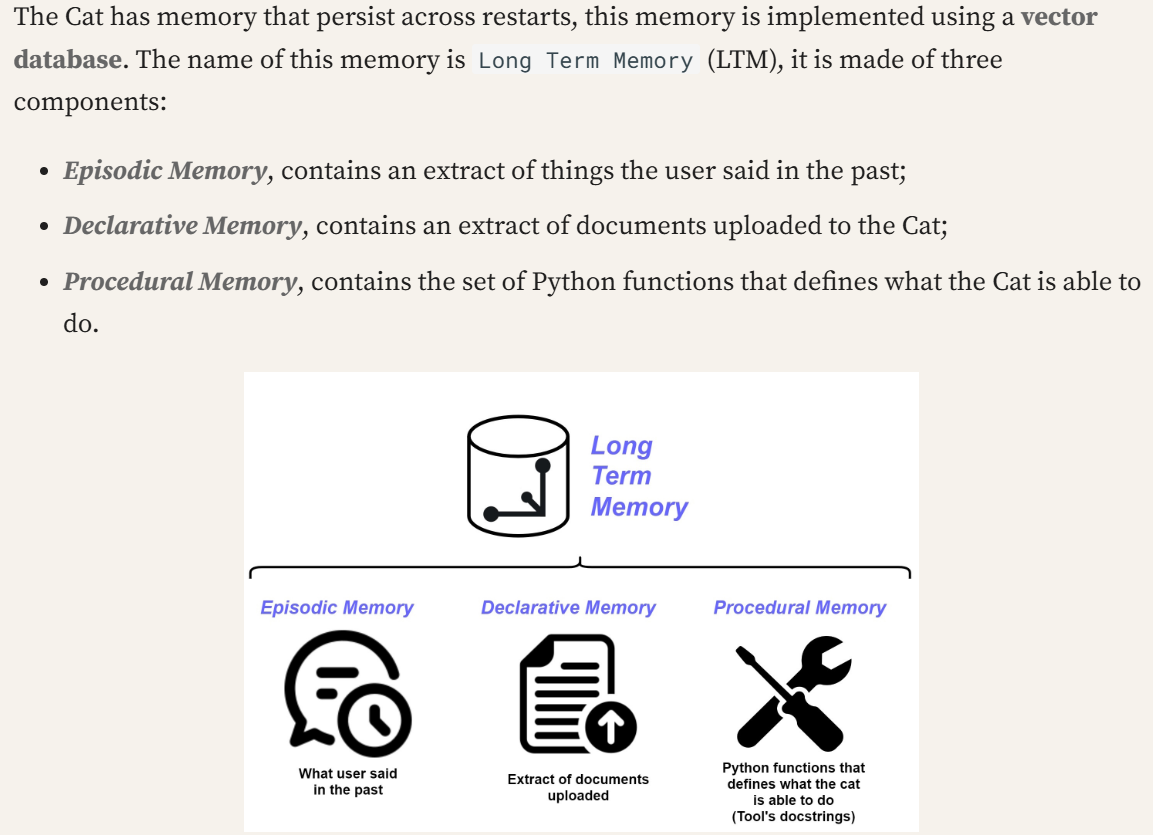 The Cat has memory that persist across restarts, this memory is implemented using a vector
database. The name of this memory is Long Term Memory (LTM), it is made of three
components:
• Episodic Memory, contains an extract of things the user said in the past;
• Declarative Memory, contains an extract of documents uploaded to the Cat;
• Procedural Memory, contains the set of Python functions that defines what the Cat is able to
do.
Long
Term
Memory
Episodic Memory
What user said
in the past
Declarative Memory
Extract of documents
uploaded
Procedural Memory
Python functions that
defines what the cat
is able to do
(Tool's docstrings)